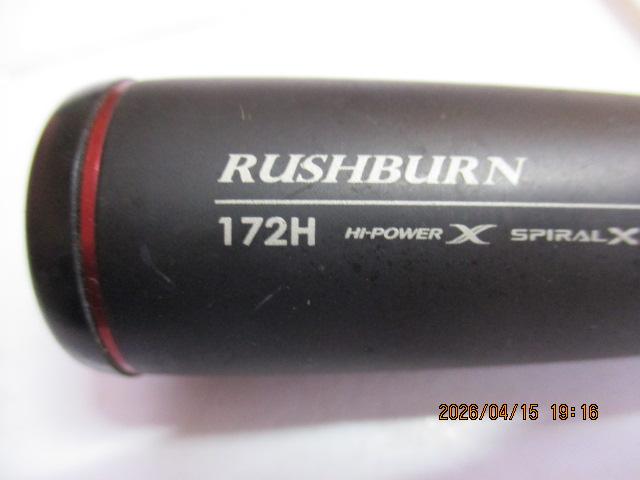 RUSHBURN
172H HI-POWER X SPIRAL X
2026/04/15 19:16